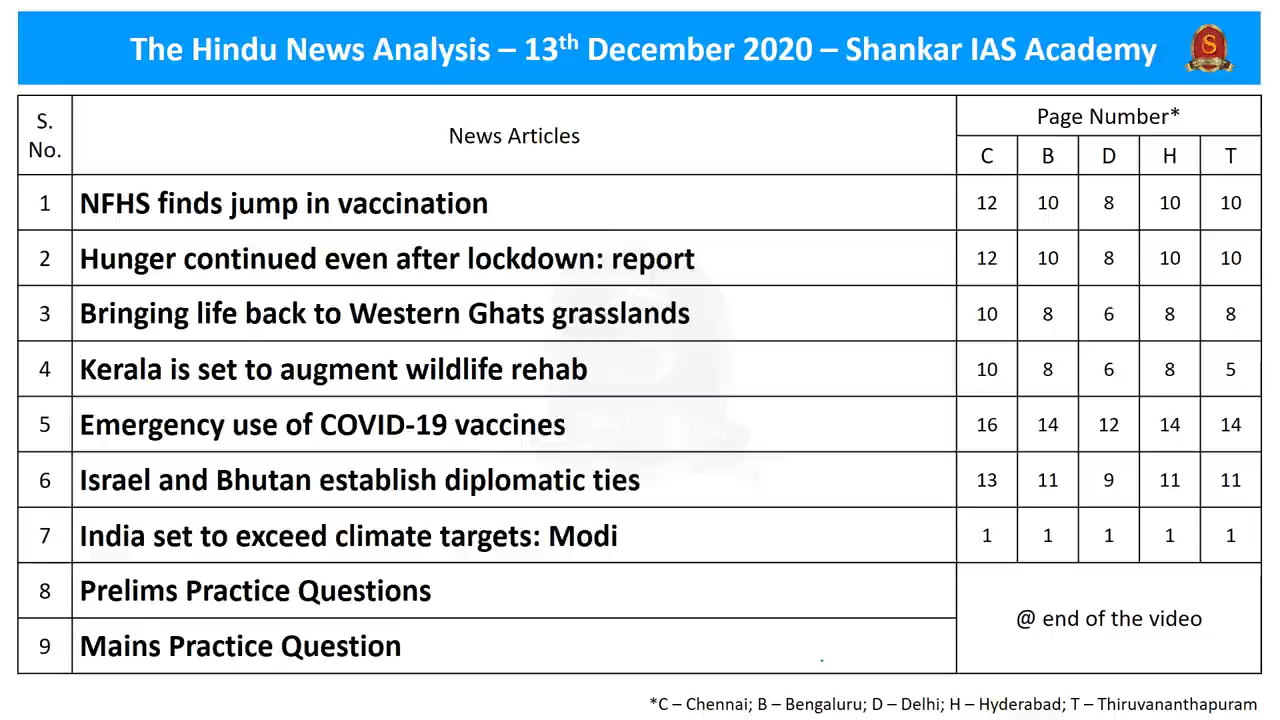 The Hindu News Analysis – 13th December 2020 – Shankar IAS Academy
S
S. No. News Articles Page Number*
C B D H T
1 NFHS finds jump in vaccination 12 10 8 10 10
2 Hunger continued even after lockdown: report 12 10 8 10 10
3 Bringing life back to Western Ghats grasslands 10 8 6 8 8
4 Kerala is set to augment wildlife rehab 10 8 6 8 5
5 Emergency use of COVID-19 vaccines 16 14 12 14 14
6 Israel and Bhutan establish diplomatic ties 13 11 9 11 11
7 India set to exceed climate targets: Modi 1 1 1 1 1
8 Prelims Practice Questions @ end of the video
9 Mains Practice Question
*C – Chennai; B – Bengaluru; D – Delhi; H – Hyderabad; T – Thiruvananthapuram